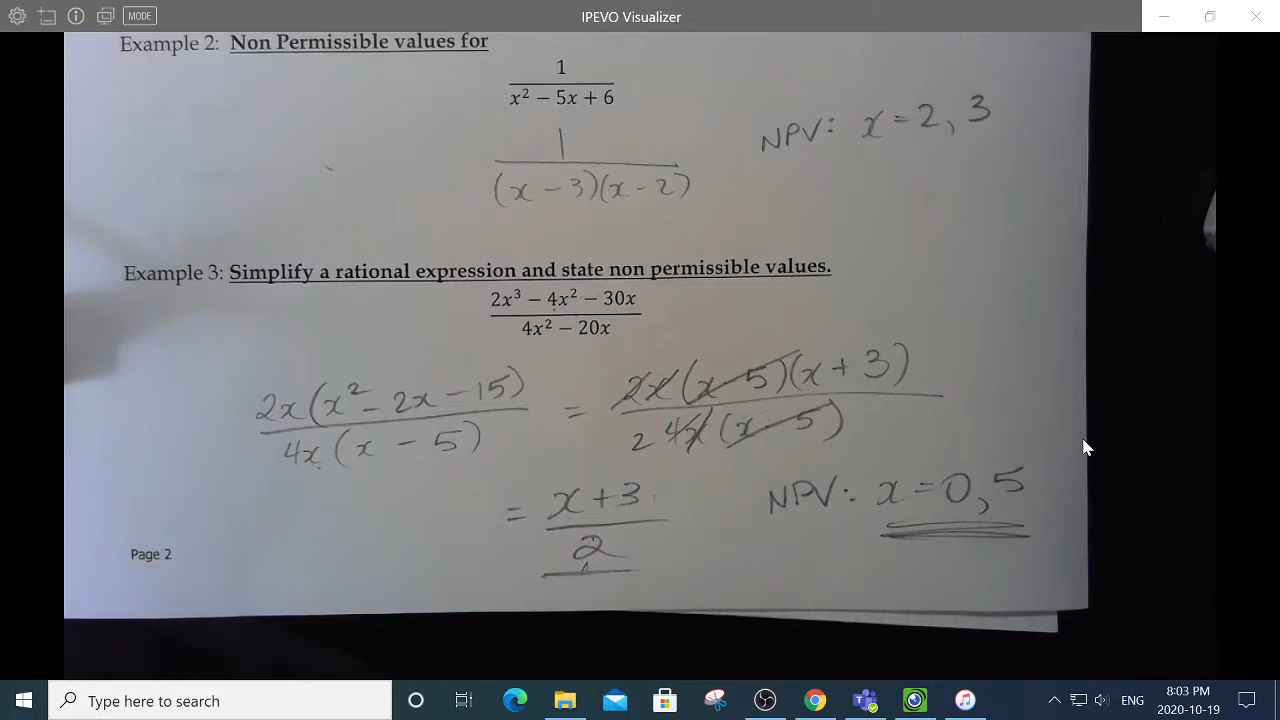 MODE
IPEVO Visualizer
Example 2: Non Permissible values for
1
x² − 5x + 6
1
(x − 3)(x − 2)
NPV: x = 2, 3
Example 3: Simplify a rational expression and state non permissible values.
2x³ − 4x² − 30x
4x² − 20x
2x(x² − 2x − 15) = 2x(x − 5)(x + 3)
4x(x − 5) 2 4x(x − 5)
= x + 3
2
NPV: x = 0, 5
Page 2
Type here to search
ENG
8:03 PM
2020-10-19